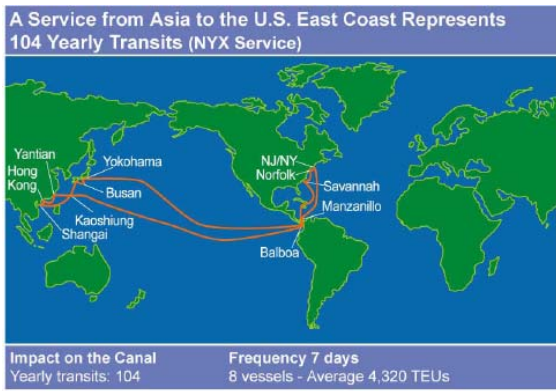 A Service from Asia to the U.S. East Coast Represents
104 Yearly Transits (NYX Service)
Yantian
Hong
Kong
Yokohama
Busan
Kaoshiung
Shangai
NJ/NY
Norfolk
Savannah
Manzanillo
Balboa
Impact on the Canal
Yearly transits: 104
Frequency 7 days
8 vessels - Average 4,320 TEUs